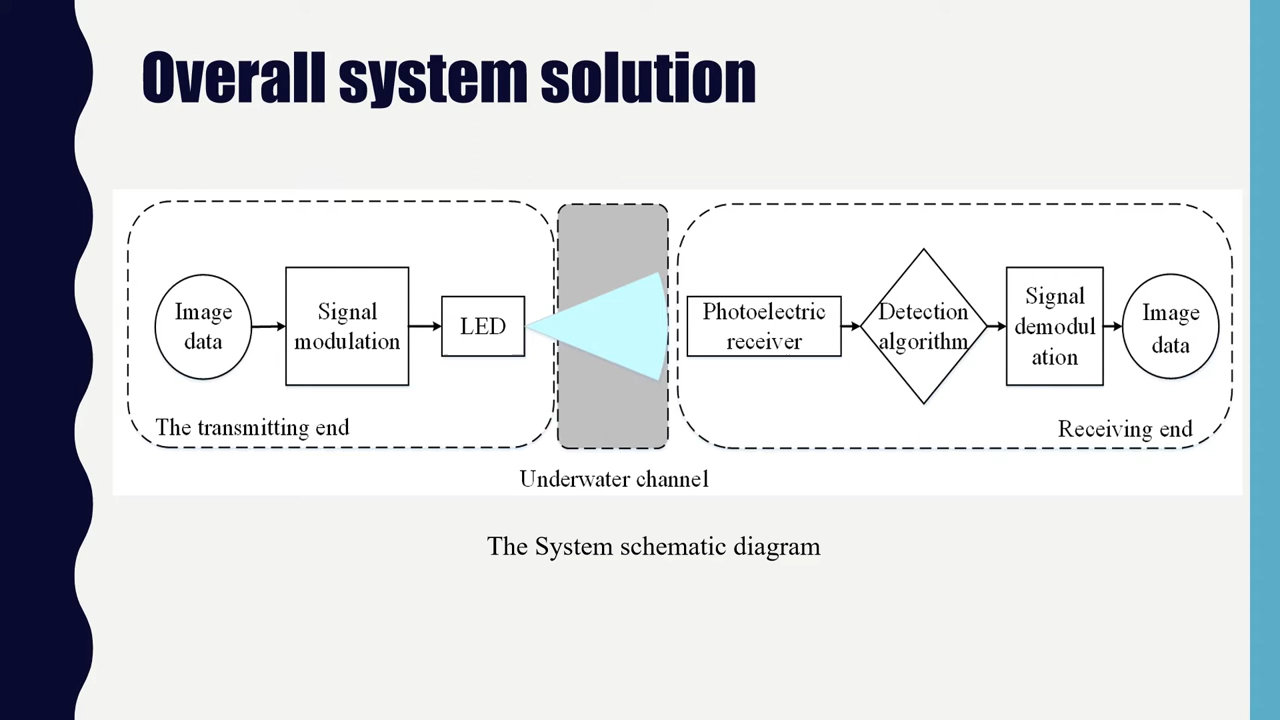 Overall system solution
Image
data
Signal
modulation
LED
Photoelectric
receiver
Detection
algorithm
Signal
demodul
ation
Image
data
The transmitting end
Receiving end
Underwater channel
The System schematic diagram